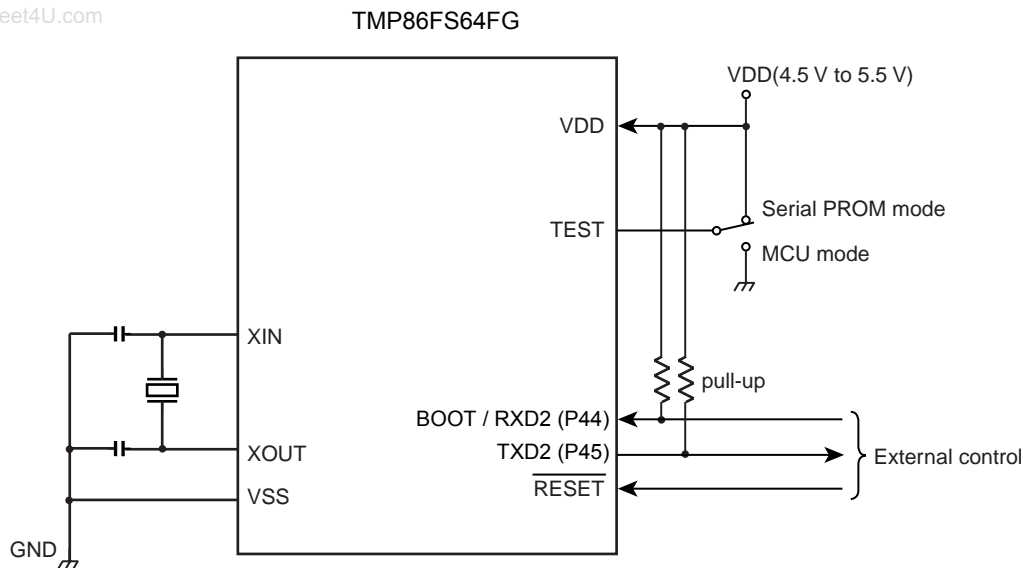 eet4U.com
TMP86FS64FG
VDD(4.5 V to 5.5 V)
VDD
Serial PROM mode
TEST
MCU mode
XIN
pull-up
BOOT / RXD2 (P44)
XOUT
TXD2 (P45)
External control
RESET
VSS
GND